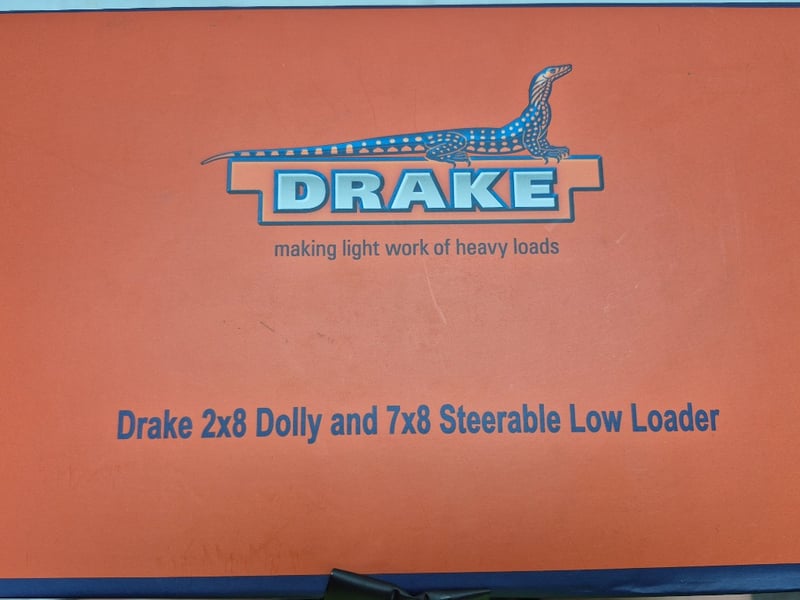 DRAKE
making light work of heavy loads
Drake 2x8 Dolly and 7x8 Steerable Low Loader